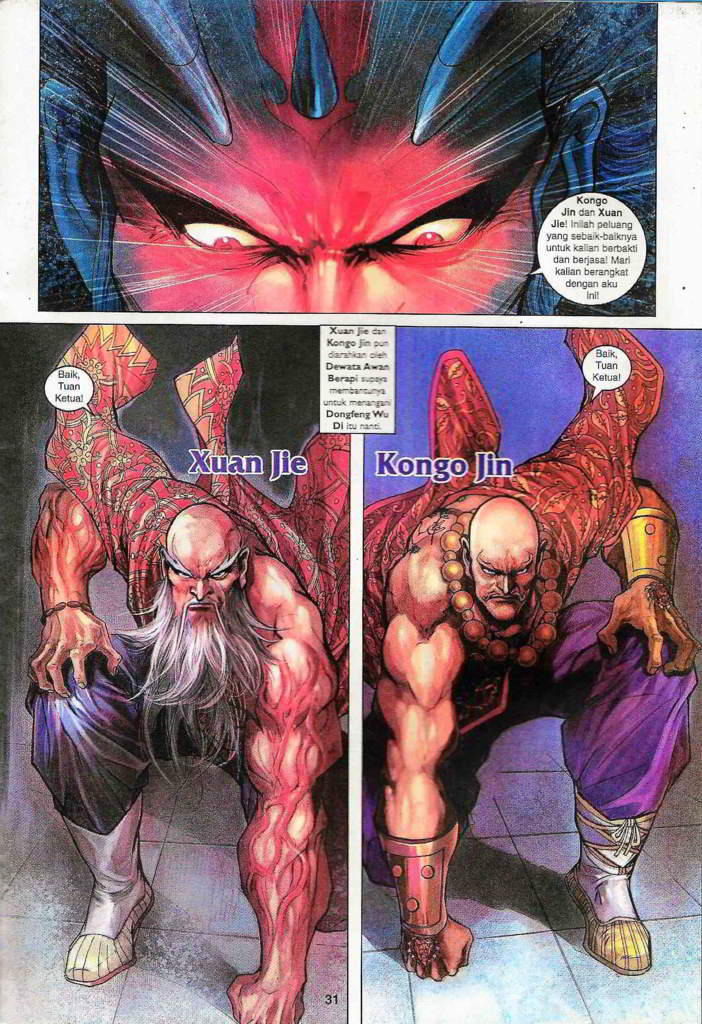 Kongo
Jin dan Xuan
Jie! Inilah peluang
yang sebaik-baiknya
untuk kalian berbakti
dan berjasa! Mari
kalian berangkat
dengan aku
ini!
Baik,
Tuan
Ketua!
Xuan Jie dan
Kongo Jin pun
diarahkan oleh
Dewata Awan
Berapi supaya
membantunya
untuk menangani
Dongfeng Wu
Di itu nanti.
Baik,
Tuan
Ketua!
Xuan Jie
Kongo Jin
31